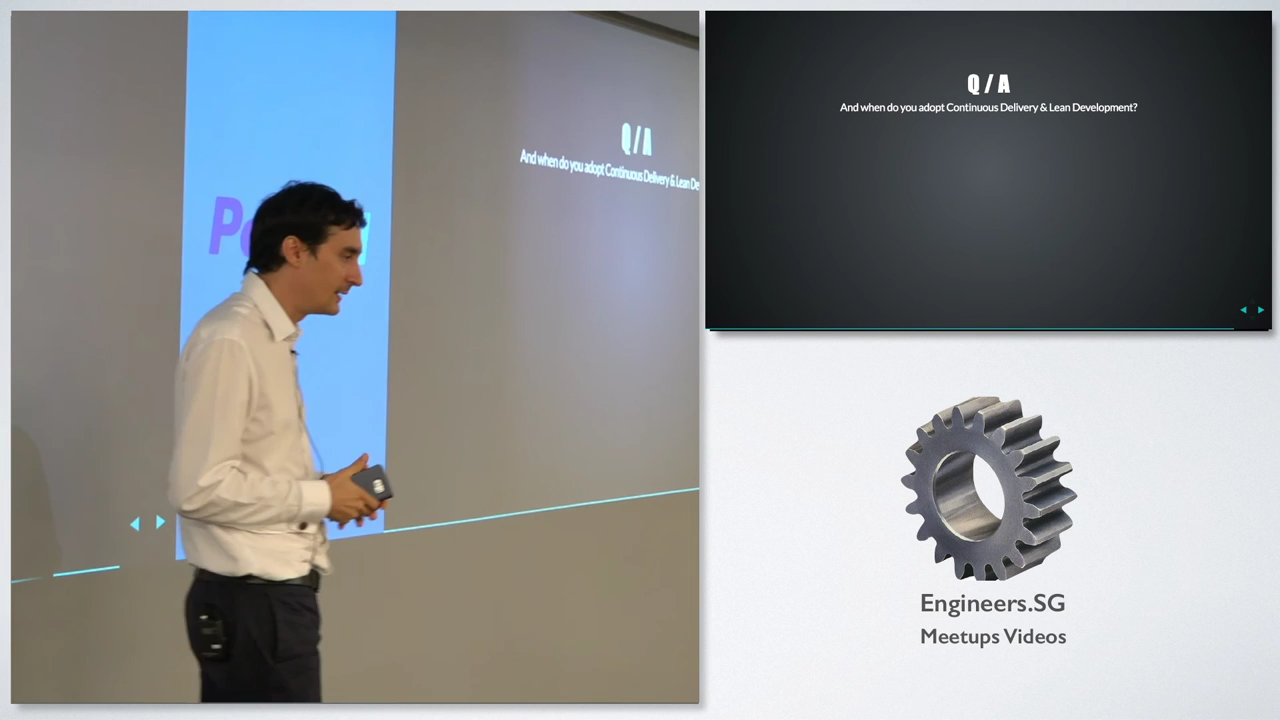 Q / A
And when do you adopt Continuous Delivery & Lean De
Q / A
And when do you adopt Continuous Delivery & Lean Development?
Engineers.SG
Meetups Videos